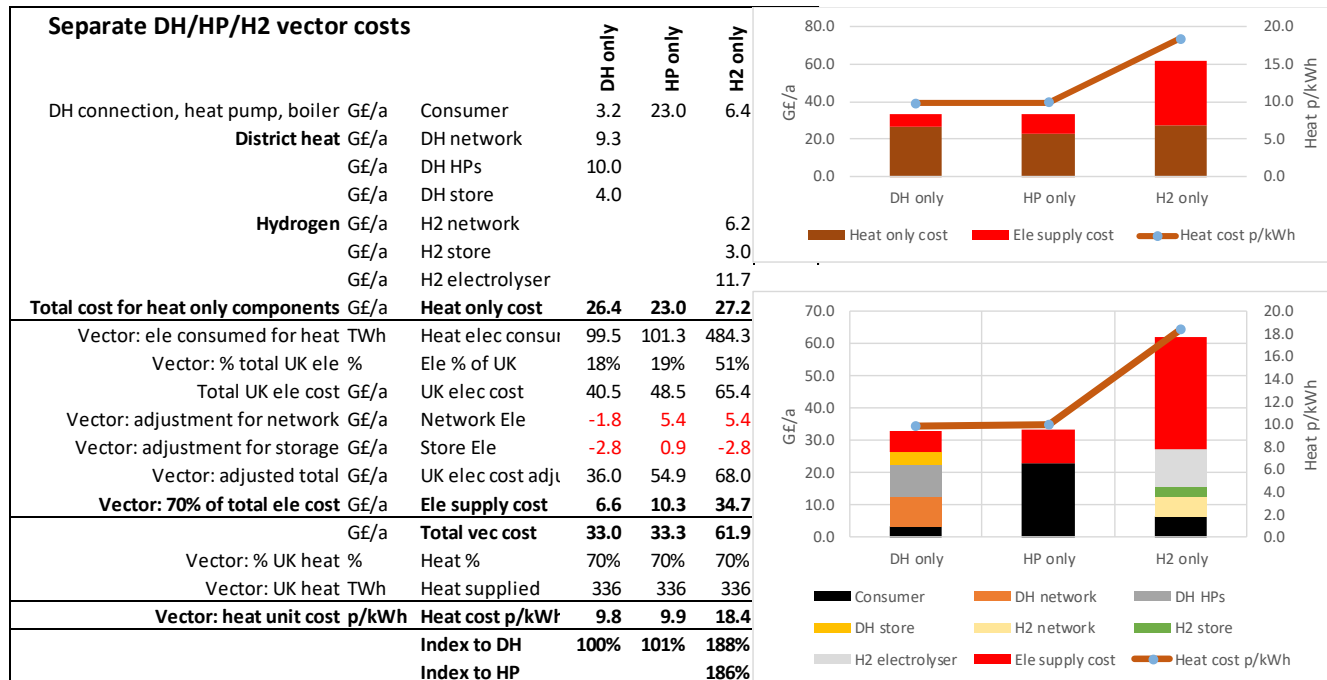 Separate DH/HP/H2 vector costs
DH only
HP only
H2 only
DH connection, heat pump, boiler G£/a Consumer 3.2 23.0 6.4
District heat G£/a DH network 9.3
G£/a DH HPs 10.0
G£/a DH store 4.0
Hydrogen G£/a H2 network 6.2
G£/a H2 store 3.0
G£/a H2 electrolyser 11.7
Total cost for heat only components G£/a Heat only cost 26.4 23.0 27.2
Vector: ele consumed for heat TWh Heat elec consur 99.5 101.3 484.3
Vector: % total UK ele % Ele % of UK 18% 19% 51%
Total UK ele cost G£/a UK elec cost 40.5 48.5 65.4
Vector: adjustment for network G£/a Network Ele -1.8 5.4 5.4
Vector: adjustment for storage G£/a Store Ele -2.8 0.9 -2.8
Vector: adjusted total G£/a UK elec cost adju 36.0 54.9 68.0
Vector: 70% of total ele cost G£/a Ele supply cost 6.6 10.3 34.7
G£/a Total vec cost 33.0 33.3 61.9
Vector: % UK heat % Heat % 70% 70% 70%
Vector: UK heat TWh Heat supplied 336 336 336
Vector: heat unit cost p/kWh Heat cost p/kWh 9.8 9.9 18.4
Index to DH 100% 101% 188%
Index to HP 186%
80.0
60.0
40.0
20.0
0.0
G£/a
20.0
15.0
10.0
5.0
0.0
Heat p/kWh
DH only HP only H2 only
Heat only cost Ele supply cost Heat cost p/kWh
70.0
60.0
50.0
40.0
30.0
20.0
10.0
0.0
G£/a
20.0
18.0
16.0
14.0
12.0
10.0
8.0
6.0
4.0
2.0
0.0
Heat p/kWh
DH only HP only H2 only
Consumer DH network DH HPs
DH store H2 network H2 store
H2 electrolyser Ele supply cost Heat cost p/kWh